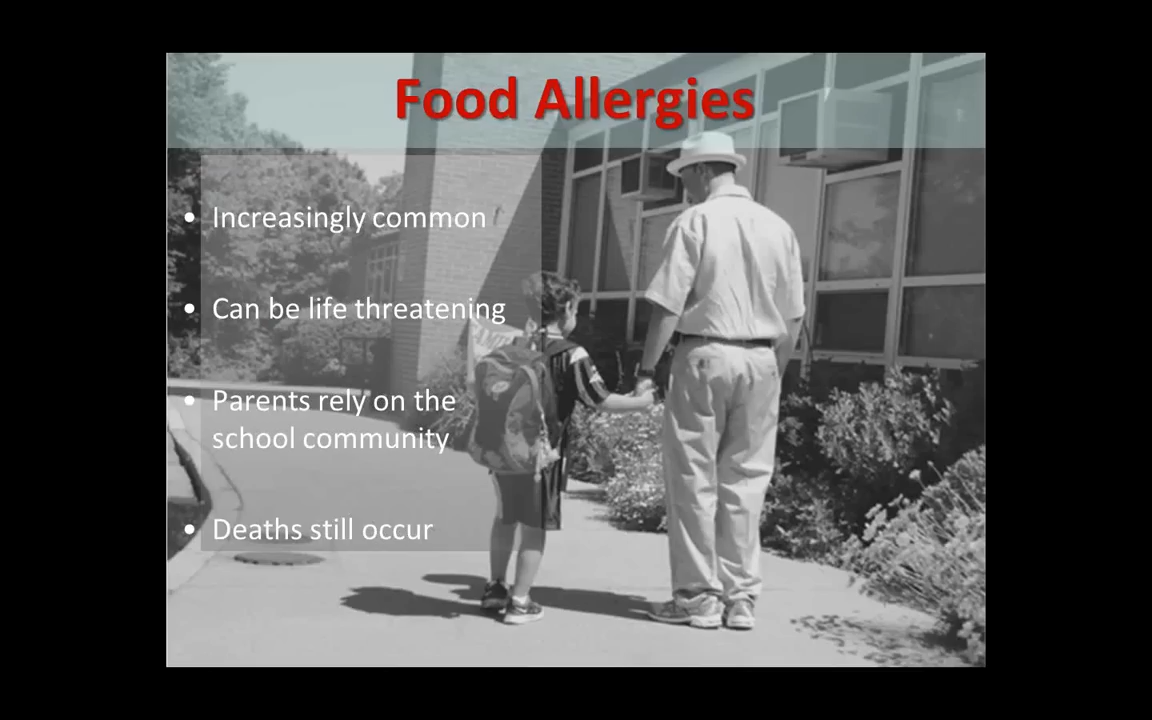 Food Allergies
• Increasingly common
• Can be life threatening
• Parents rely on the
school community
• Deaths still occur